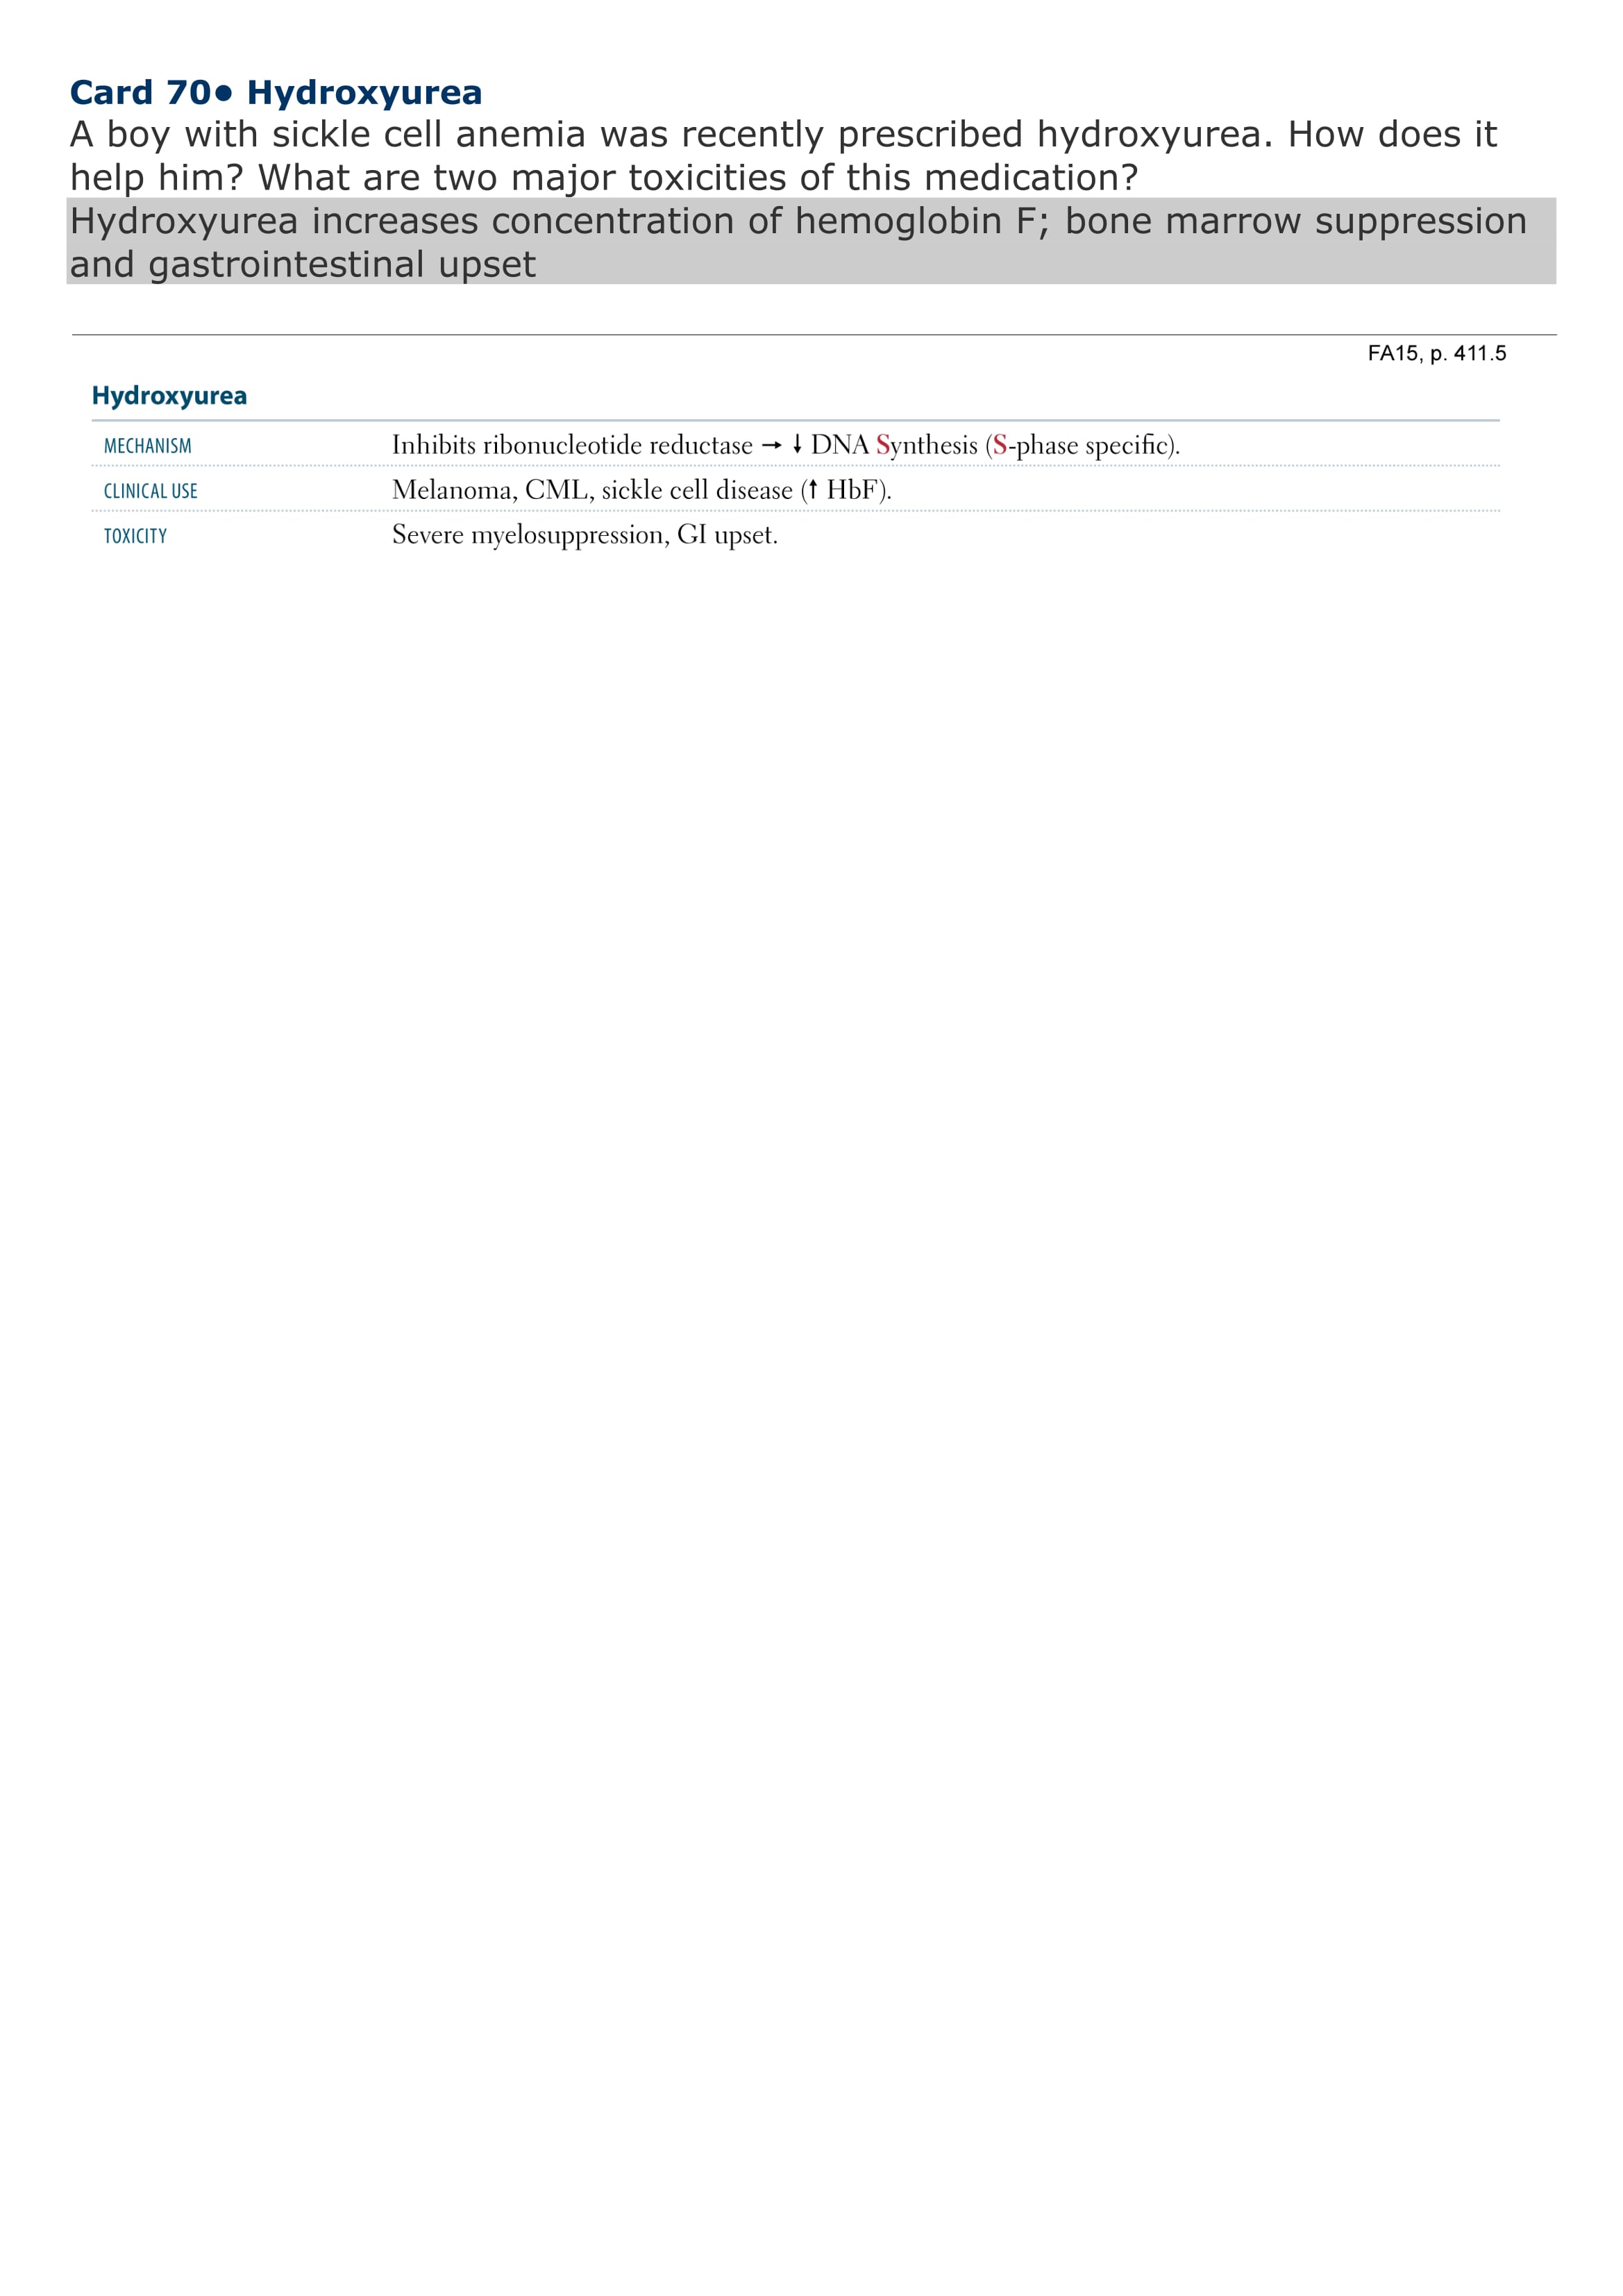 Card 70● Hydroxyurea
A boy with sickle cell anemia was recently prescribed hydroxyurea. How does it
help him? What are two major toxicities of this medication?
Hydroxyurea increases concentration of hemoglobin F; bone marrow suppression
and gastrointestinal upset
FA15, p. 411.5
Hydroxyurea
MECHANISM Inhibits ribonucleotide reductase → ↓ DNA Synthesis (S-phase specific).
CLINICAL USE Melanoma, CML, sickle cell disease (↑ HbF).
TOXICITY Severe myelosuppression, GI upset.